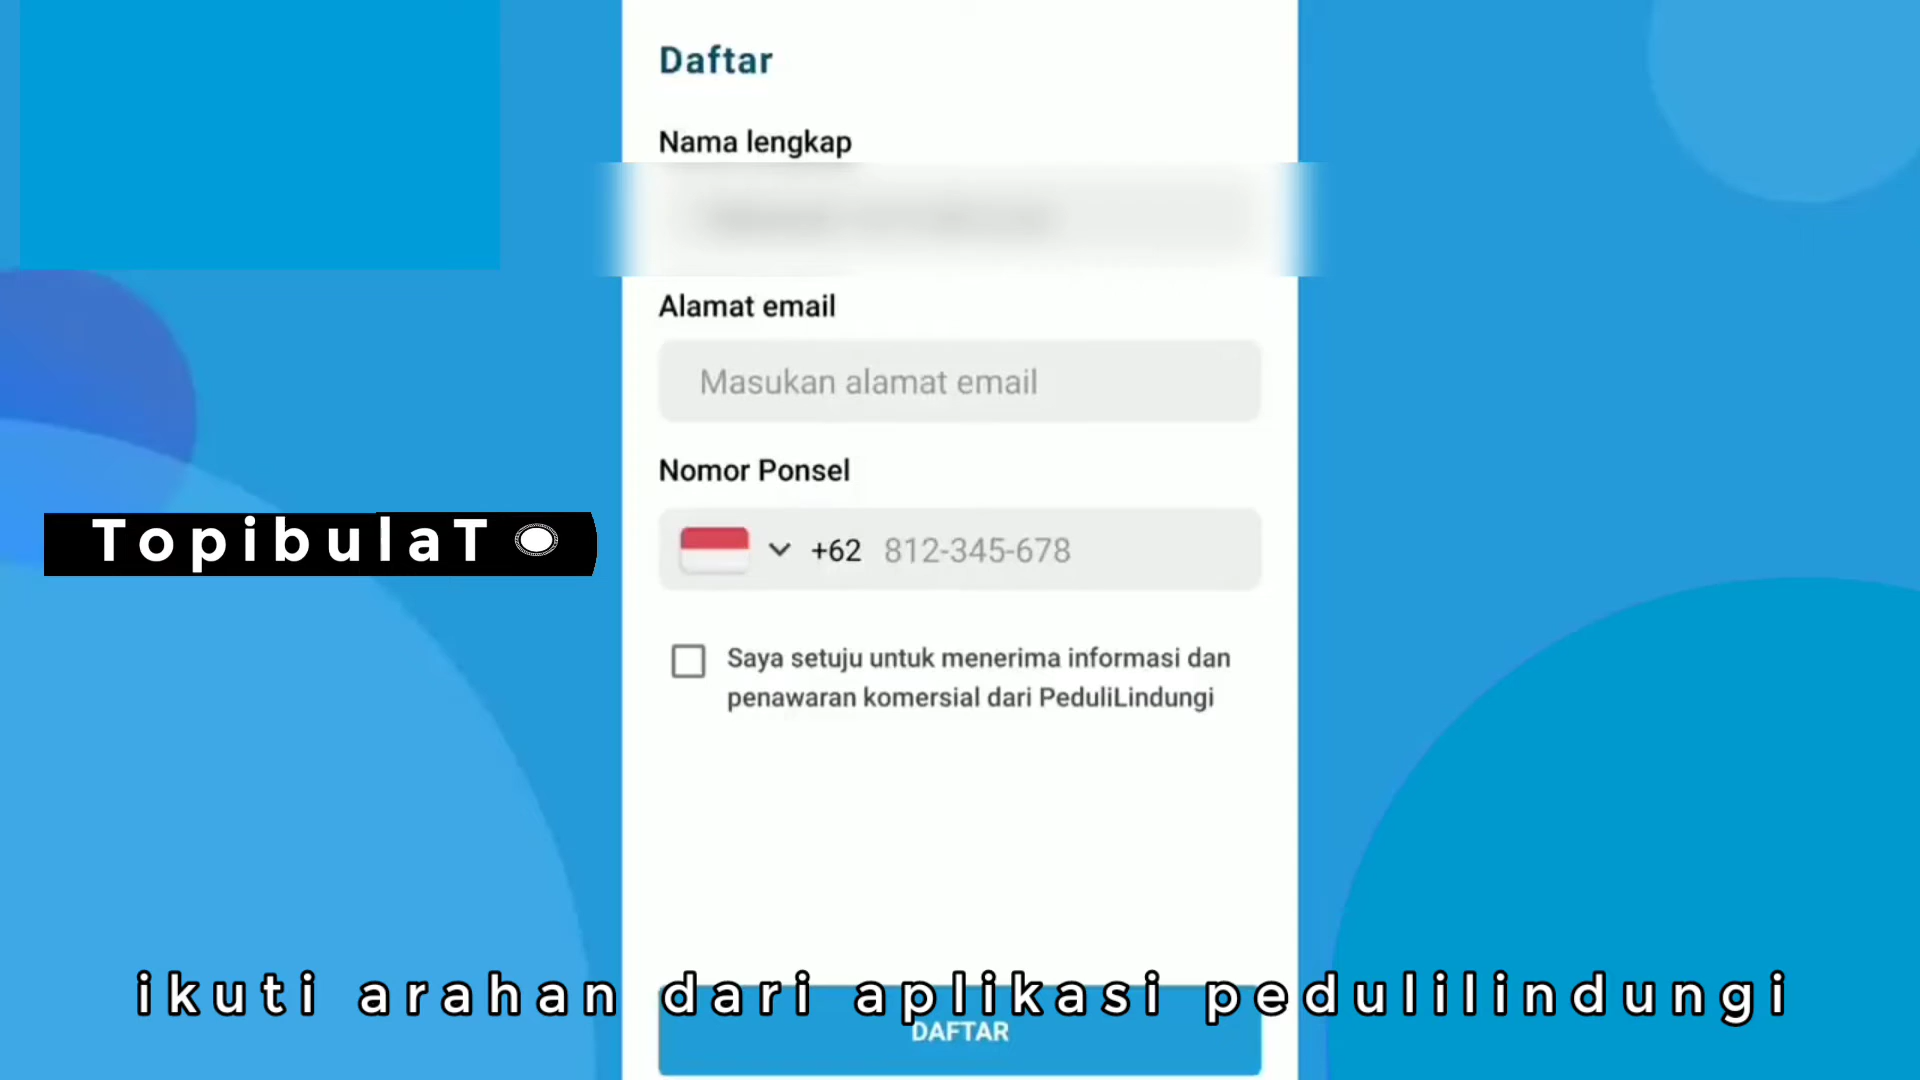 Daftar
Nama lengkap
Alamat email
Masukan alamat email
Nomor Ponsel
+62 812-345-678
TopibulaT
Saya setuju untuk menerima informasi dan
penawaran komersial dari PeduliLindungi
ikuti arahan dari aplikasi pedulilindungi
DAFTAR